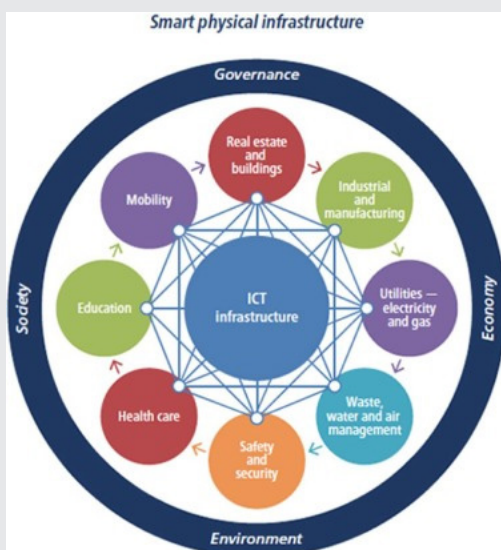 Smart physical infrastructure
Governance
Real estate
and
buildings
Industrial
and
manufacturing
Utilities —
electricity
and gas
Waste,
water and air
management
Safety
and
security
Health care
Education
Mobility
ICT
infrastructure
Society
Economy
Environment